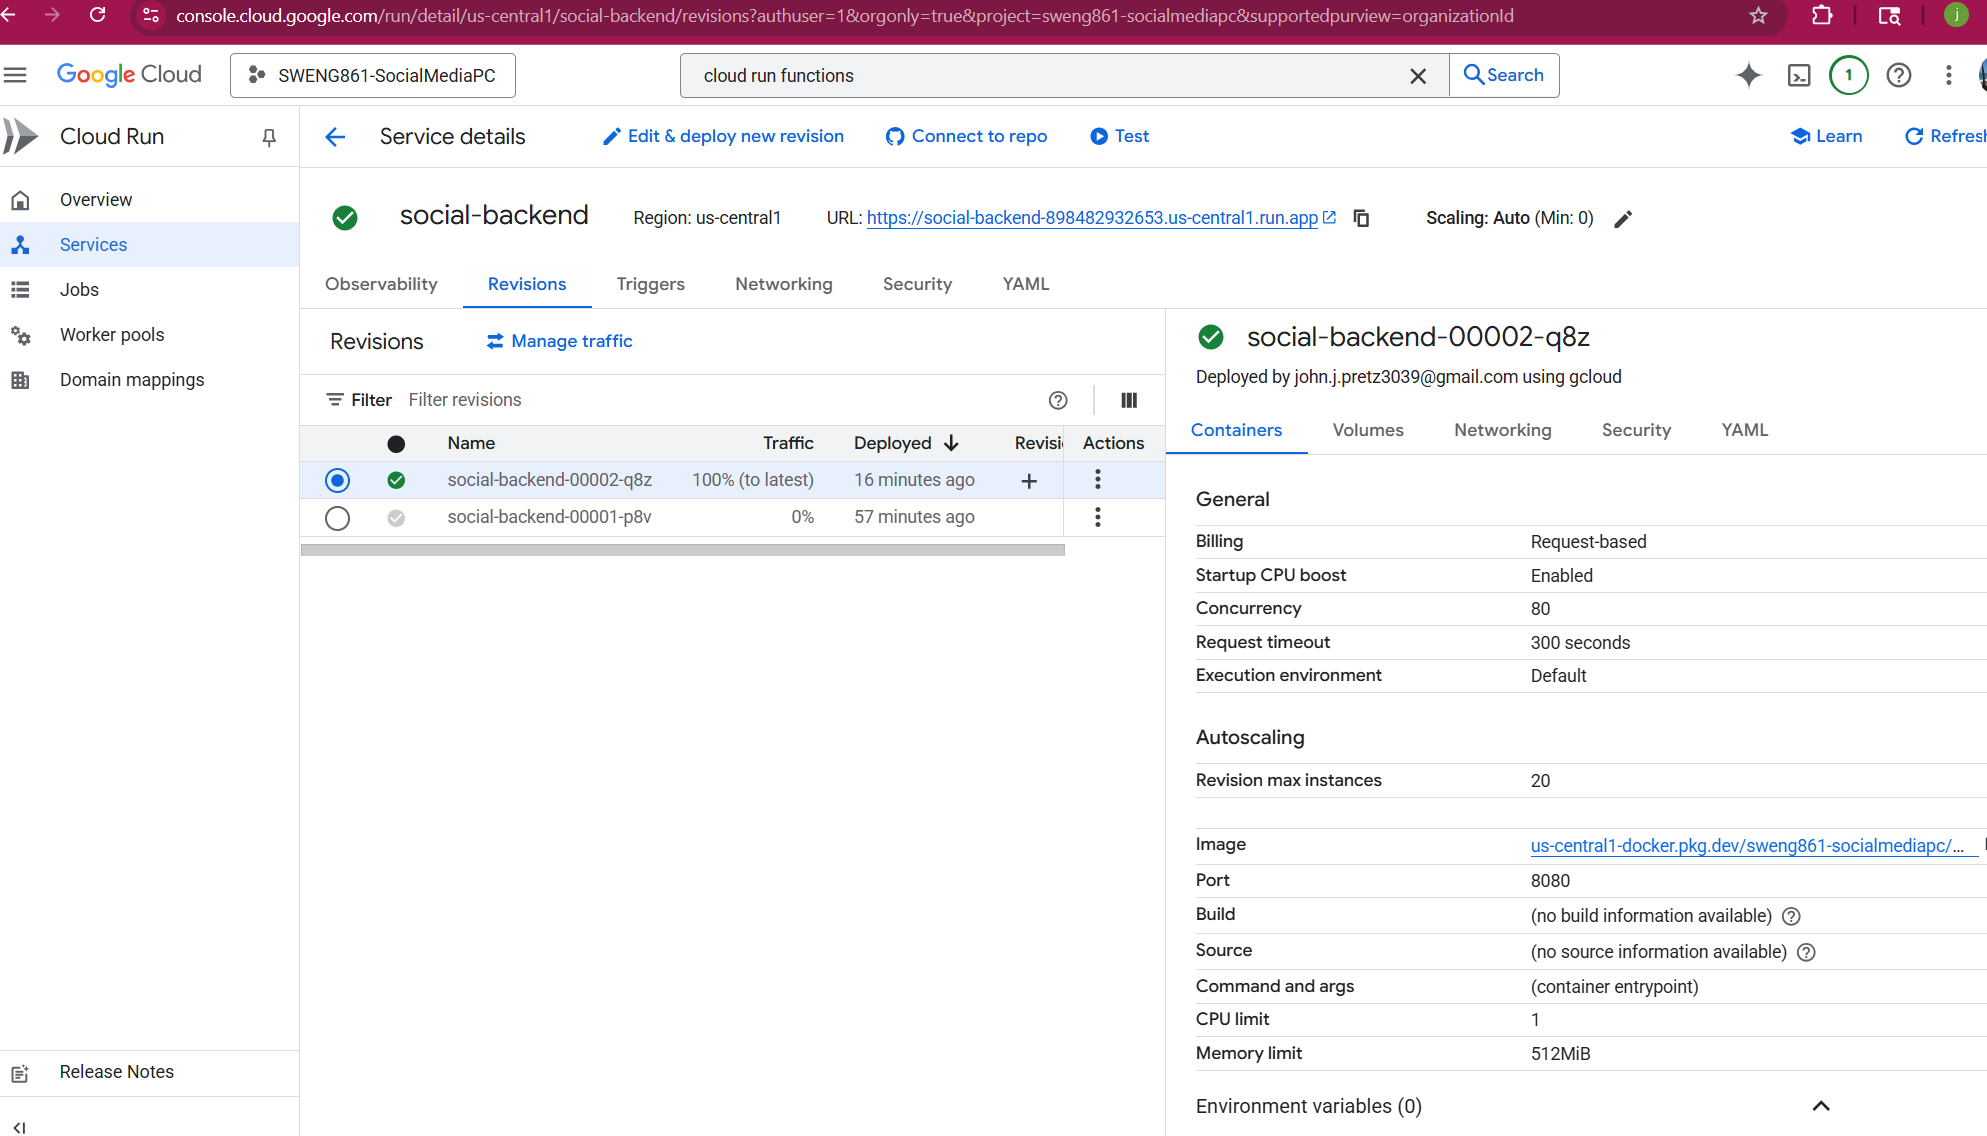 console.cloud.google.com/run/detail/us-central1/social-backend/revisions?authuser=1&orgonly=true&project=sweng861-socialmediapc&supportedpurview=organizationId
j
Google Cloud
SWENG861-SocialMediaPC
cloud run functions
Search
1
Cloud Run
Service details
Edit & deploy new revision
Connect to repo
Test
Learn
Refresh
Overview
Services
Jobs
Worker pools
Domain mappings
Release Notes
social-backend
Region: us-central1
URL: https://social-backend-898482932653.us-central1.run.app
Scaling: Auto (Min: 0)
Observability
Revisions
Triggers
Networking
Security
YAML
Revisions
Manage traffic
Filter
Filter revisions
Name Traffic Deployed Revisi Actions
social-backend-00002-q8z 100% (to latest) 16 minutes ago
social-backend-00001-p8v 0% 57 minutes ago
social-backend-00002-q8z
Deployed by john.j.pretz3039@gmail.com using gcloud
Containers
Volumes
Networking
Security
YAML
General
Billing Request-based
Startup CPU boost Enabled
Concurrency 80
Request timeout 300 seconds
Execution environment Default
Autoscaling
Revision max instances 20
Image us-central1-docker.pkg.dev/sweng861-socialmediapc/...
Port 8080
Build (no build information available)
Source (no source information available)
Command and args (container entrypoint)
CPU limit 1
Memory limit 512MiB
Environment variables (0)